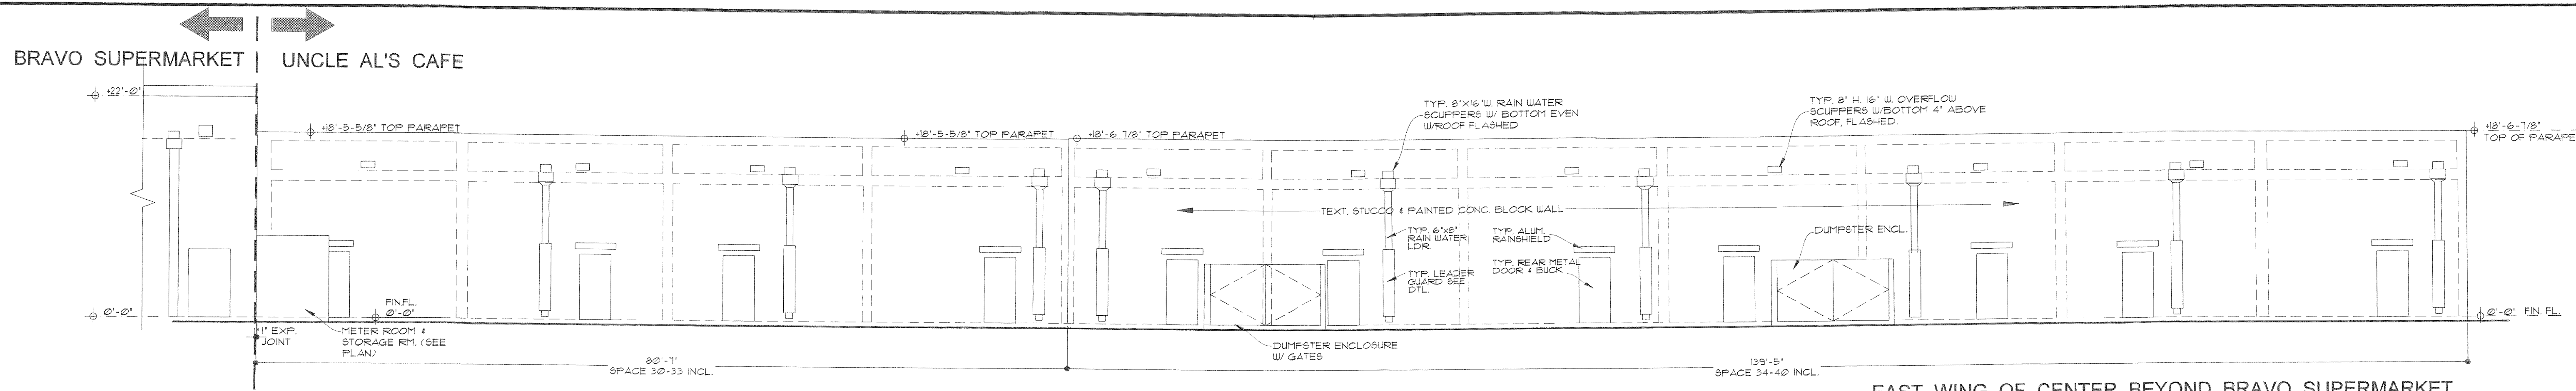 BRAVO SUPERMARKET
UNCLE AL'S CAFE
+22'-0"
+18'-5-5/8" TOP PARAPET
+18'-5-5/8" TOP PARAPET
+18'-6 7/8" TOP PARAPET
TYP. 8"X16"W. RAIN WATER
SCUPPERS W/ BOTTOM EVEN
W/ROOF FLASHED
TYP. 8" H. 16" W. OVERFLOW
SCUPPERS W/BOTTOM 4" ABOVE
ROOF, FLASHED.
+18'-6-7/8"
TOP OF PARAPE
TEXT. STUCCO & PAINTED CONC. BLOCK WALL
TYP. 6"x8"
RAIN WATER
LDR.
TYP. ALUM.
RAINSHIELD
DUMPSTER ENCL.
TYP. LEADER
GUARD SEE
DTL.
TYP. REAR METAL
DOOR & BUCK
0'-0"
FIN.FL.
0'-0"
0'-0" FIN. FL.
1" EXP.
JOINT
METER ROOM &
STORAGE RM. (SEE
PLAN)
DUMPSTER ENCLOSURE
W/ GATES
80'-7"
SPACE 30-33 INCL.
139'-5"
SPACE 34-40 INCL.
EAST WING OF CENTER BEYOND BRAVO SUPERMARKET